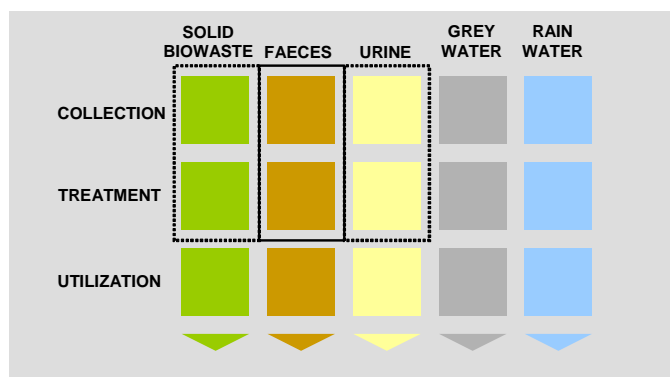 SOLID
BIOWASTE
FAECES
URINE
GREY
WATER
RAIN
WATER
COLLECTION
TREATMENT
UTILIZATION